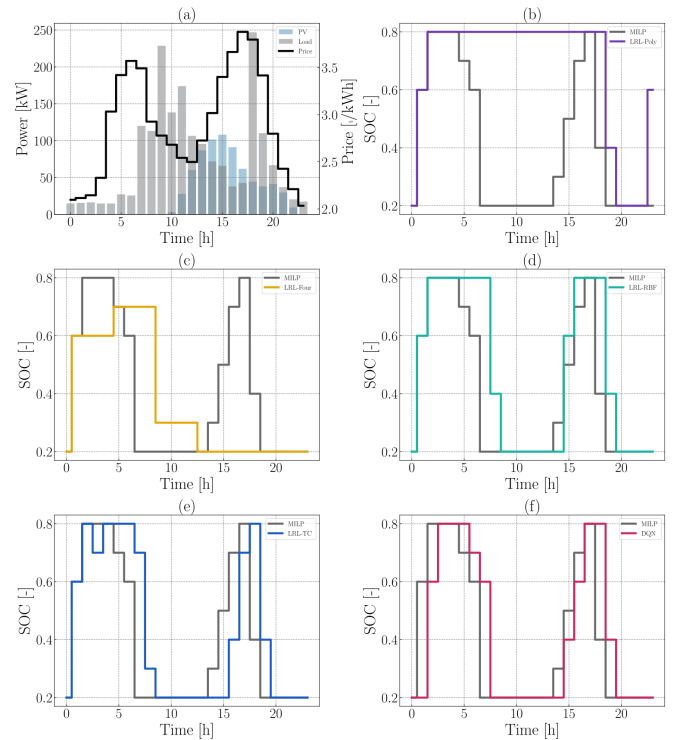 (a)
PV
Load
Price
Power [kW]
0
50
100
150
200
250
2.0
2.5
3.0
3.5
/kWh]
Price [
0
5
10
15
20
Time [h]
(b)
MILP
LRL-Poly
SOC [-]
0.2
0.4
0.6
0.8
0
5
10
15
20
Time [h]
(c)
MILP
LRL-Four
SOC [-]
0.2
0.4
0.6
0.8
0
5
10
15
20
Time [h]
(d)
MILP
LRL-RBF
SOC [-]
0.2
0.4
0.6
0.8
0
5
10
15
20
Time [h]
(e)
MILP
LRL-TC
SOC [-]
0.2
0.4
0.6
0.8
0
5
10
15
20
Time [h]
(f)
MILP
DQN
SOC [-]
0.2
0.4
0.6
0.8
0
5
10
15
20
Time [h]